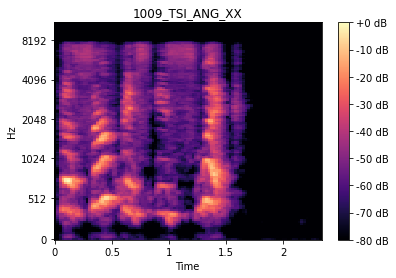 1009_TSI_ANG_XX
+0 dB
8192
-10 dB
4096
-20 dB
-30 dB
2048
Hz
-40 dB
1024
-50 dB
512
-60 dB
-70 dB
0
-80 dB
0
0.5
1
1.5
2
Time